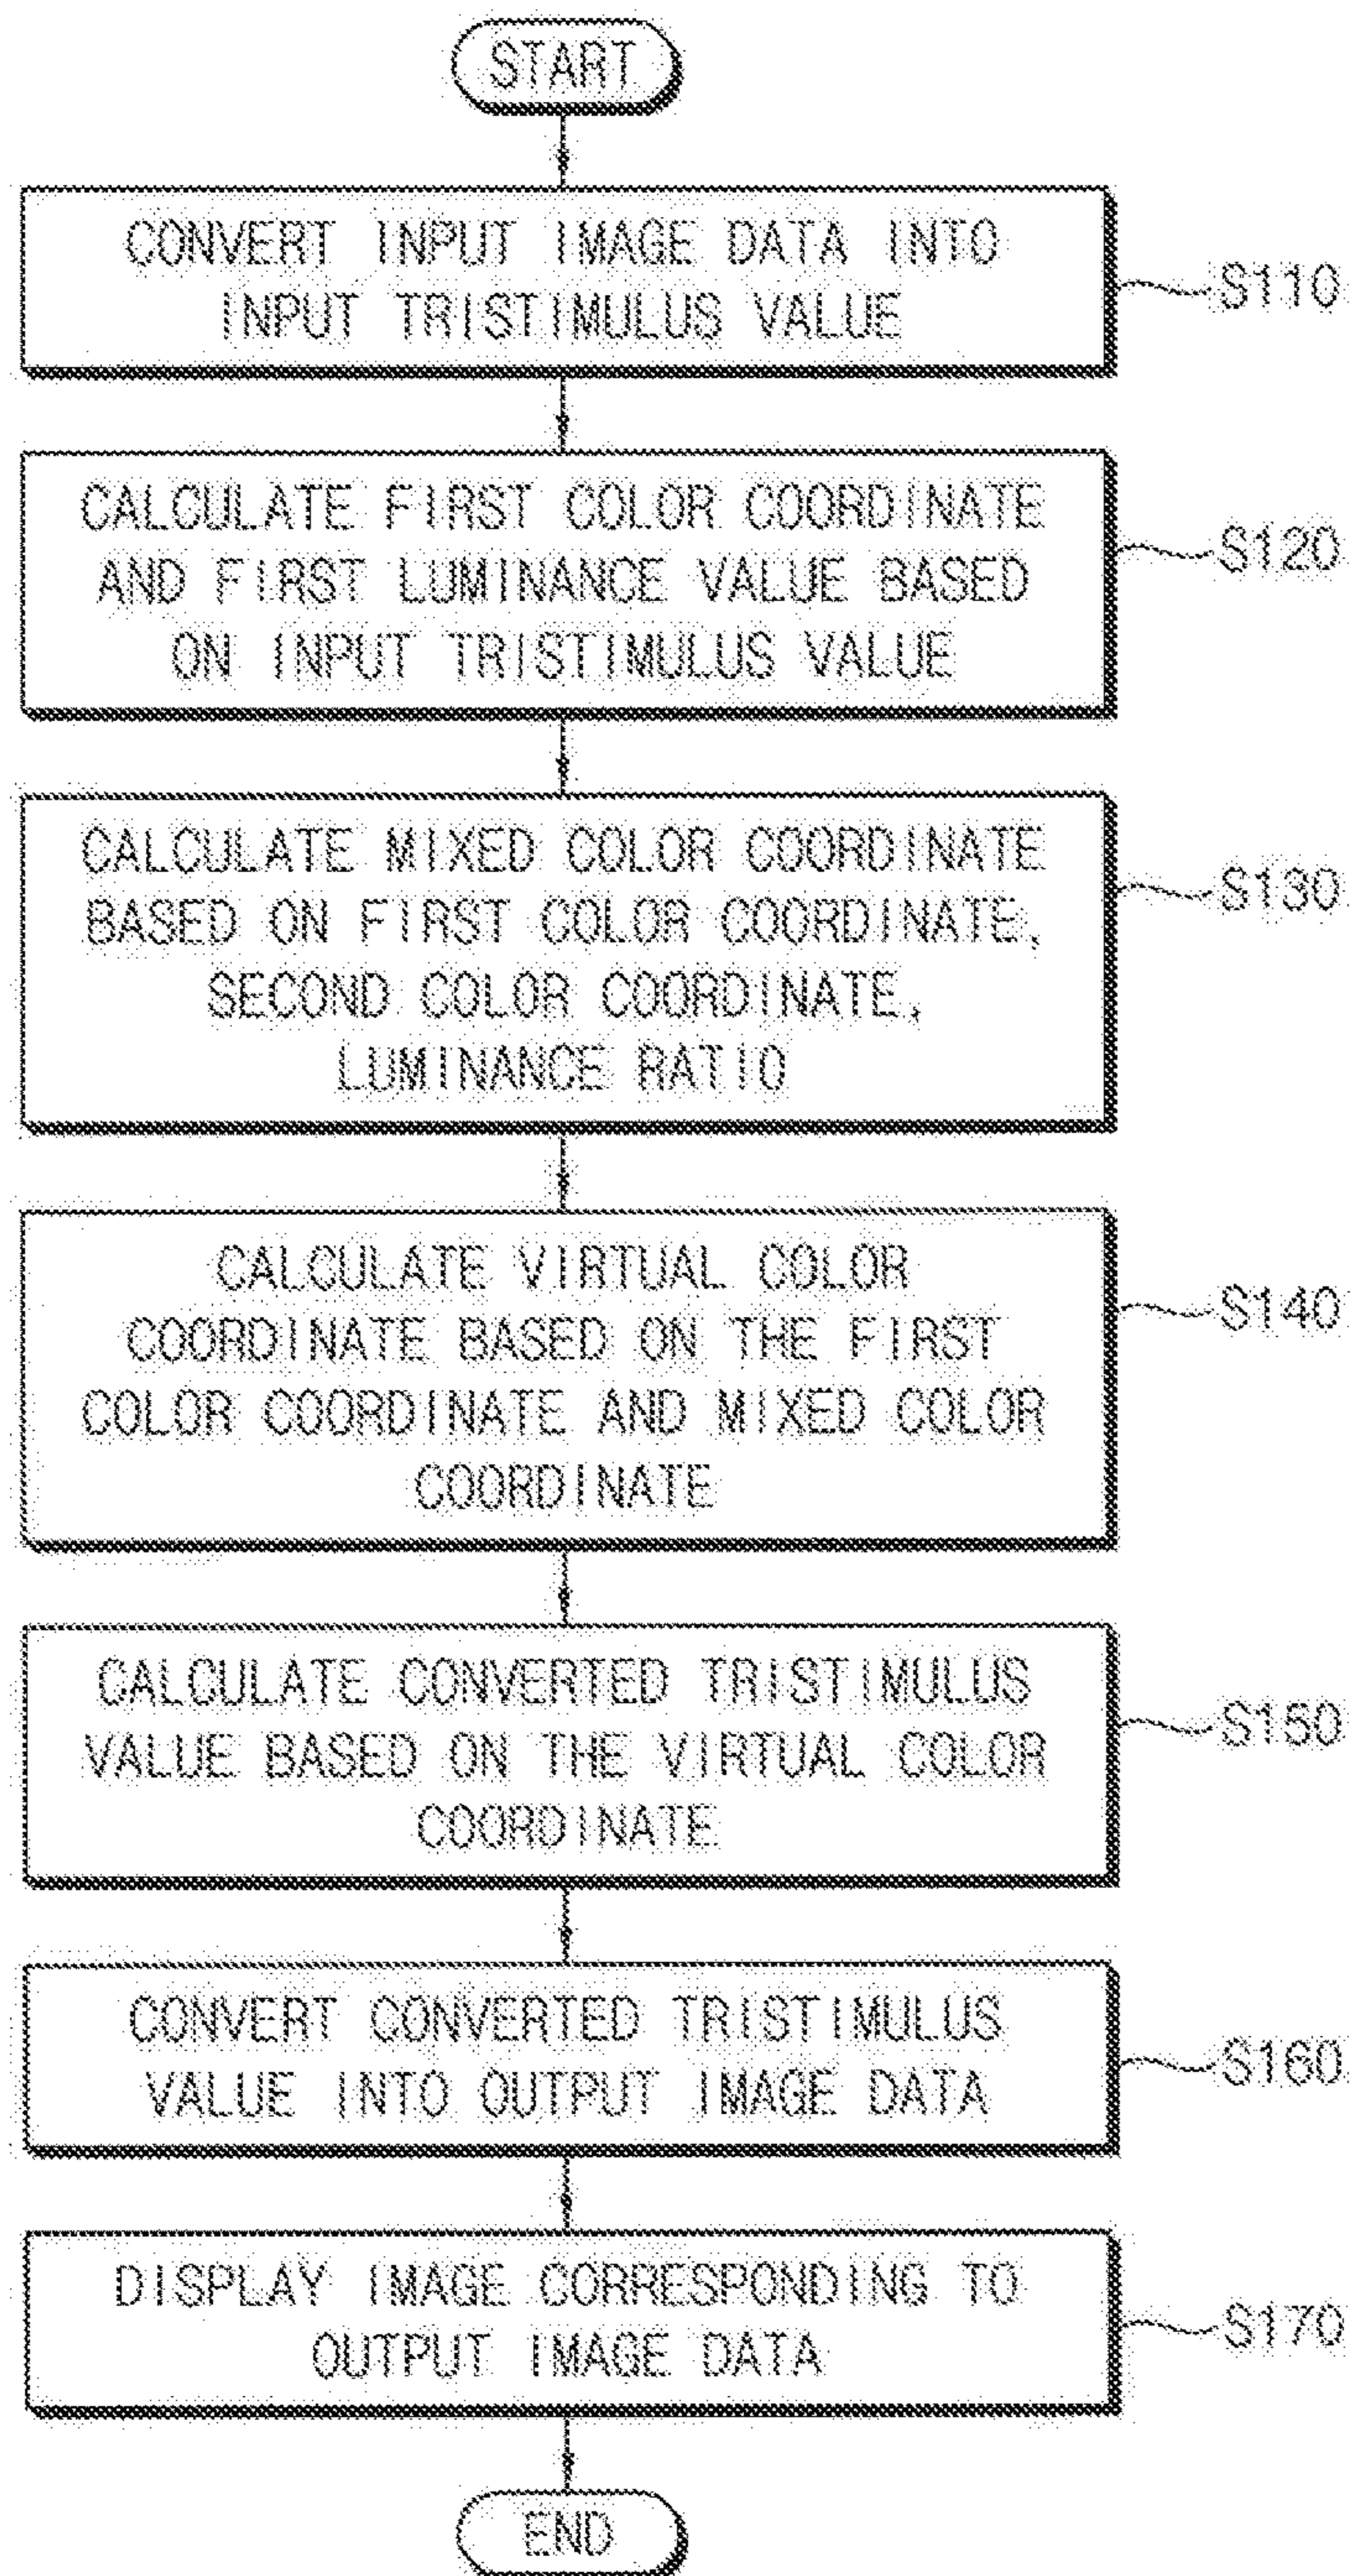 START
CONVERT INPUT IMAGE DATA INTO
INPUT TRISTIMULUS VALUE
S110
CALCULATE FIRST COLOR COORDINATE
AND FIRST LUMINANCE VALUE BASED
ON INPUT TRISTIMULUS VALUE
S120
CALCULATE MIXED COLOR COORDINATE
BASED ON FIRST COLOR COORDINATE,
SECOND COLOR COORDINATE,
LUMINANCE RATIO
S130
CALCULATE VIRTUAL COLOR
COORDINATE BASED ON THE FIRST
COLOR COORDINATE AND MIXED COLOR
COORDINATE
S140
CALCULATE CONVERTED TRISTIMULUS
VALUE BASED ON THE VIRTUAL COLOR
COORDINATE
S150
CONVERT CONVERTED TRISTIMULUS
VALUE INTO OUTPUT IMAGE DATA
S160
DISPLAY IMAGE CORRESPONDING TO
OUTPUT IMAGE DATA
S170
END